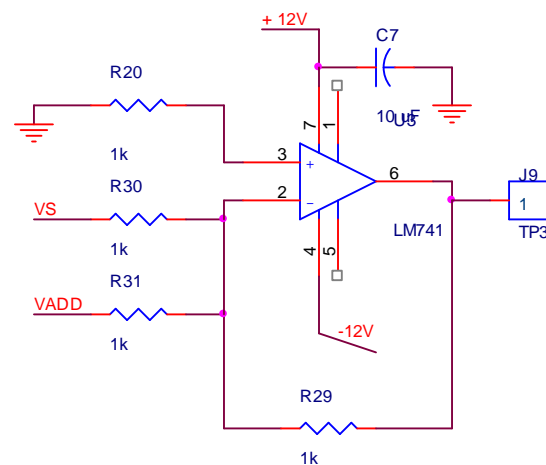 + 12V
C7
R20
10 uF
U3
7
1
1k
3
+
R30
2
−
6
J9
VS
1
1k
LM741
TP3
4
5
R31
VADD
-12V
1k
R29
1k